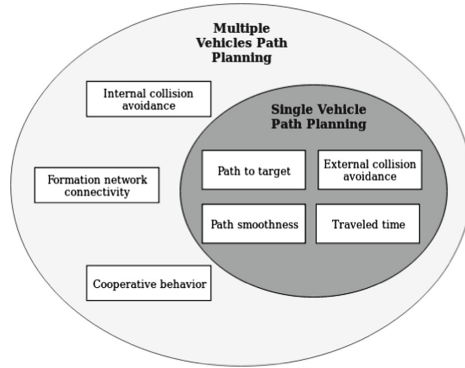 Multiple
Vehicles Path
Planning
Internal collision
avoidance
Single Vehicle
Path Planning
Path to target
External collision
avoidance
Formation network
connectivity
Path smoothness
Traveled time
Cooperative behavior